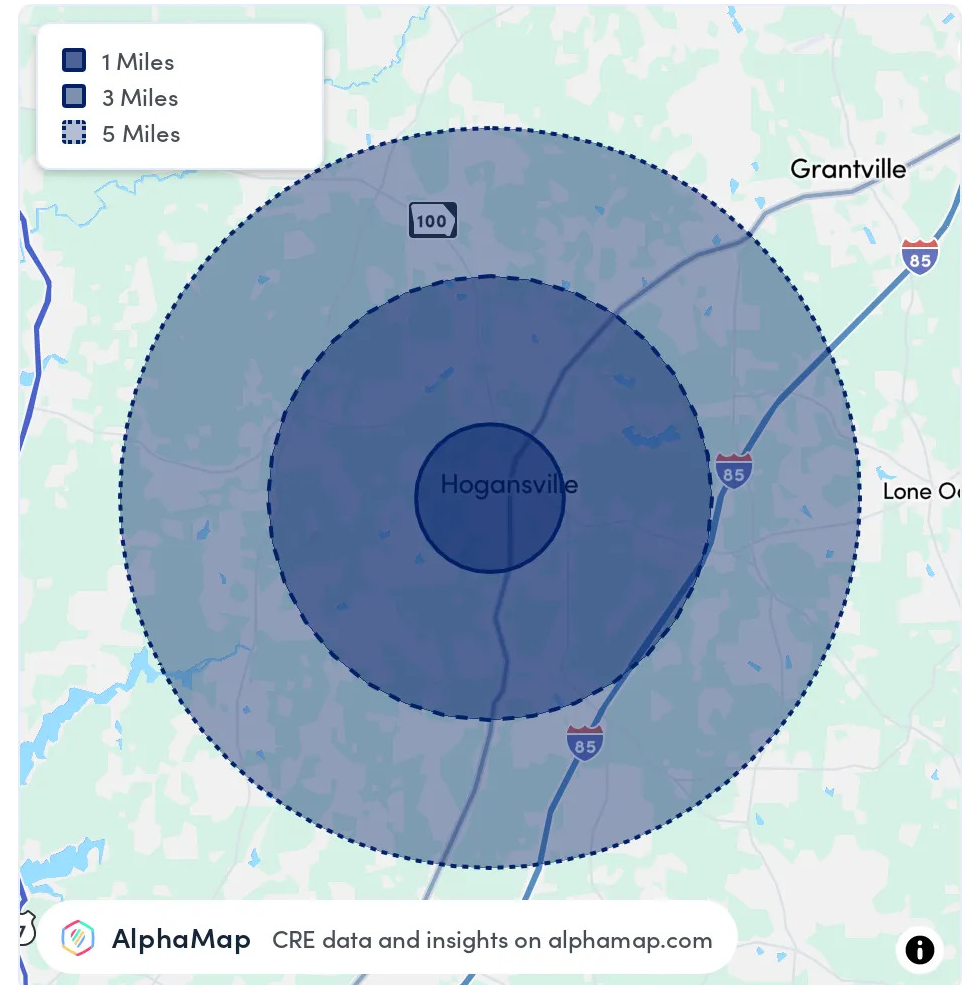 1 Miles
3 Miles
5 Miles
Grantville
100
85
85
Hogansville
Lone O
85
AlphaMap CRE data and insights on alphamap.com